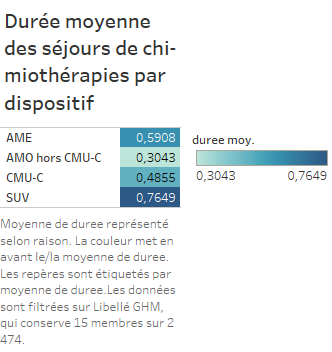 Durée moyenne
des séjours de chi-
miothérapies par
dispositif
AME 0,5908
AMO hors CMU-C 0,3043
CMU-C 0,4855
SUV 0,7649
duree moy.
0,3043 0,7649
Moyenne de duree représenté
selon raison. La couleur met en
avant le/la moyenne de duree.
Les repères sont étiquetés par
moyenne de duree.Les données
sont filtrées sur Libellé GHM,
qui conserve 15 membres sur 2
474.